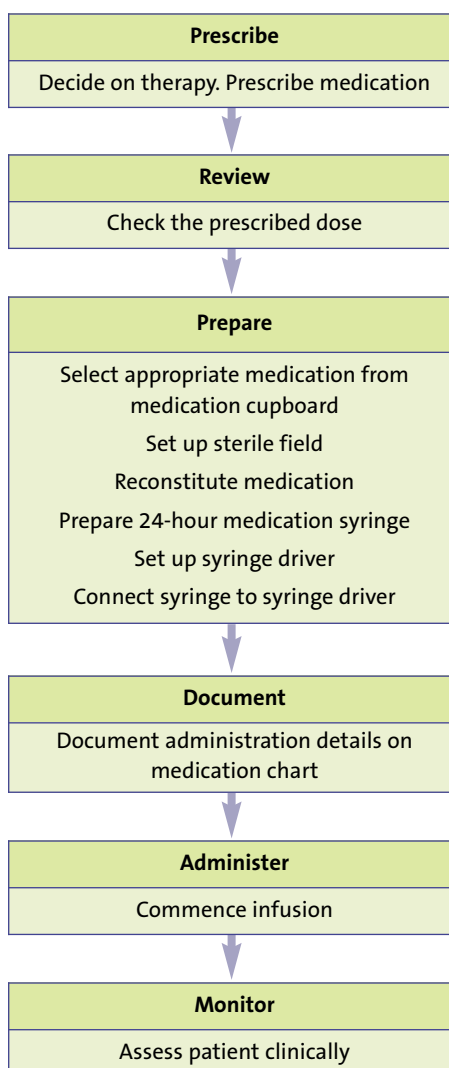 Prescribe
Decide on therapy. Prescribe medication
Review
Check the prescribed dose
Prepare
Select appropriate medication from
medication cupboard
Set up sterile field
Reconstitute medication
Prepare 24-hour medication syringe
Set up syringe driver
Connect syringe to syringe driver
Document
Document administration details on
medication chart
Administer
Commence infusion
Monitor
Assess patient clinically